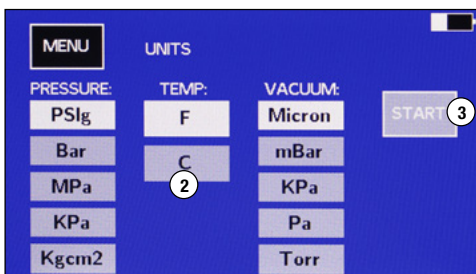 MENU UNITS
PRESSURE: TEMP: VACUUM:
PSIg F Micron START 3
Bar C mBar
2
MPa KPa
KPa Pa
Kgcm2 Torr